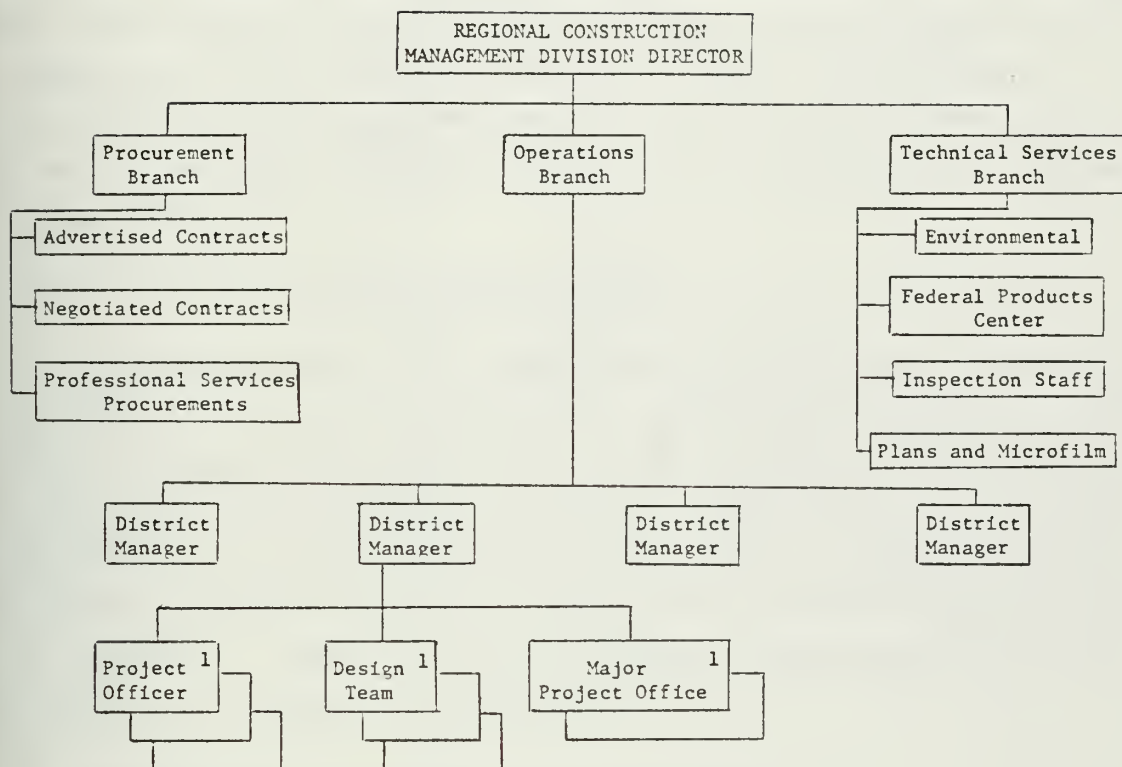 REGIONAL CONSTRUCTION
MANAGEMENT DIVISION DIRECTOR
Procurement
Branch
Operations
Branch
Technical Services
Branch
Advertised Contracts
Negotiated Contracts
Professional Services
Procurements
Environmental
Federal Products
Center
Inspection Staff
Plans and Microfilm
District
Manager
District
Manager
District
Manager
District
Manager
Project 1
Officer
Design 1
Team
Major 1
Project Office